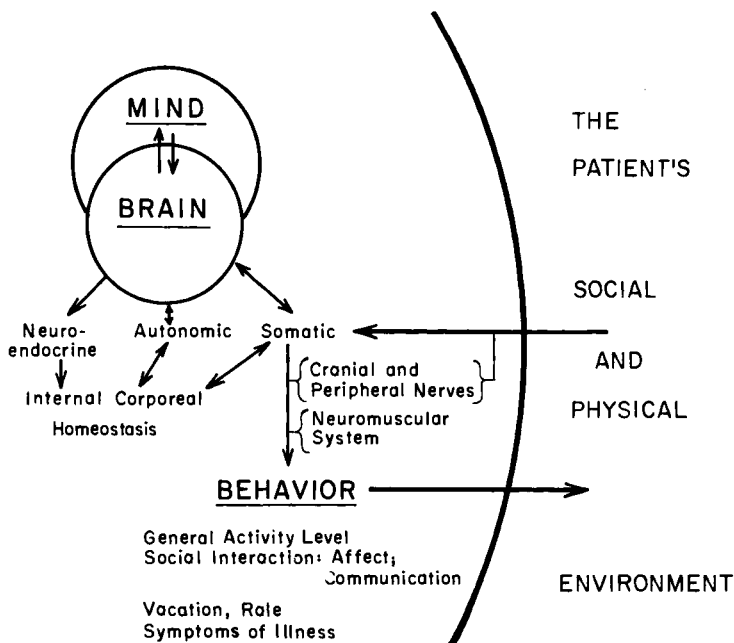 MIND
BRAIN
Neuro-
endocrine
Autonomic
Somatic
Internal Corporeal
Homeostasis
Cranial and
Peripheral Nerves
Neuromuscular
System
BEHAVIOR
General Activity Level
Social Interaction: Affect;
Communication
Vacation, Role
Symptoms of Illness
THE
PATIENT'S
SOCIAL
AND
PHYSICAL
ENVIRONMENT